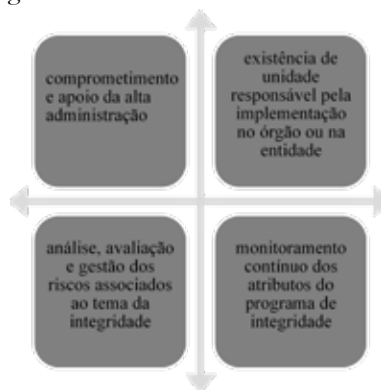 comprometimento
e apoio da alta
administração
existência de
unidade
responsável pela
implementação
no órgão ou na
entidade
análise, avaliação
e gestão dos
riscos associados
ao tema da
integridade
monitoramento
contínuo dos
atributos do
programa de
integridade